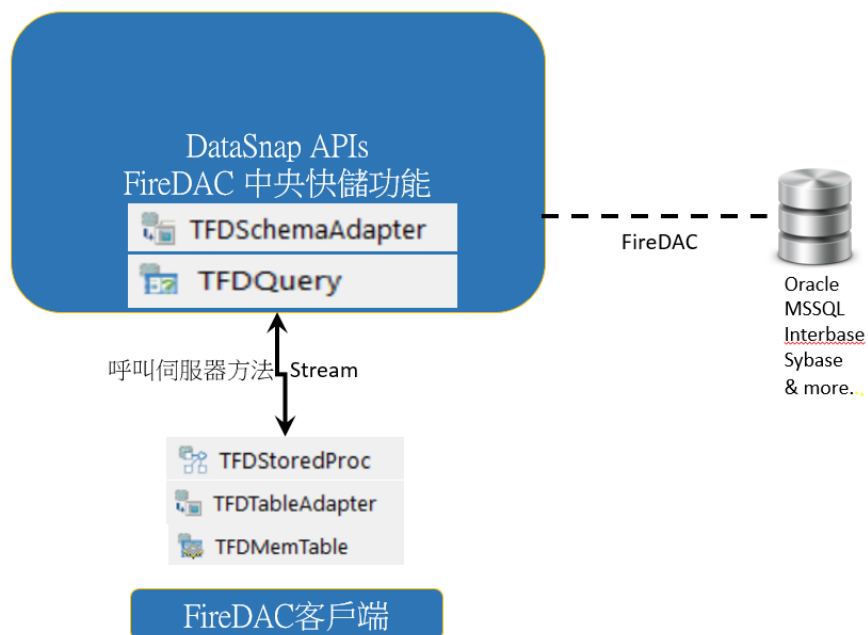 DataSnap APIs
FireDAC 中央快儲功能
TFDSchemaAdapter
TFDQuery
FireDAC
Oracle
MSSQL
Interbase
Sybase
& more...
呼叫伺服器方法
Stream
TFDStoredProc
TFDTableAdapter
TFDMemTable
FireDAC客戶端